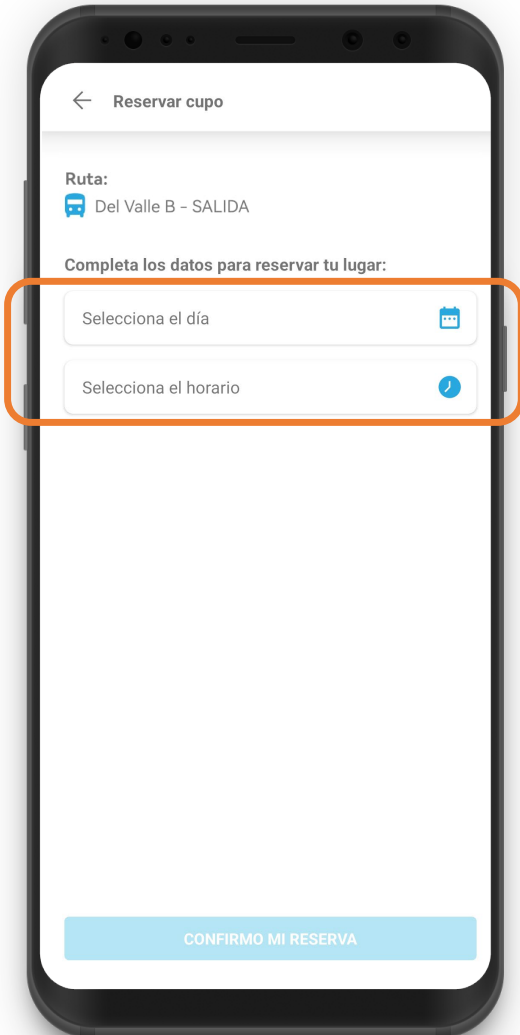 Reservar cupo
Ruta:
Del Valle B - SALIDA
Completa los datos para reservar tu lugar:
Selecciona el día
Selecciona el horario
CONFIRMO MI RESERVA